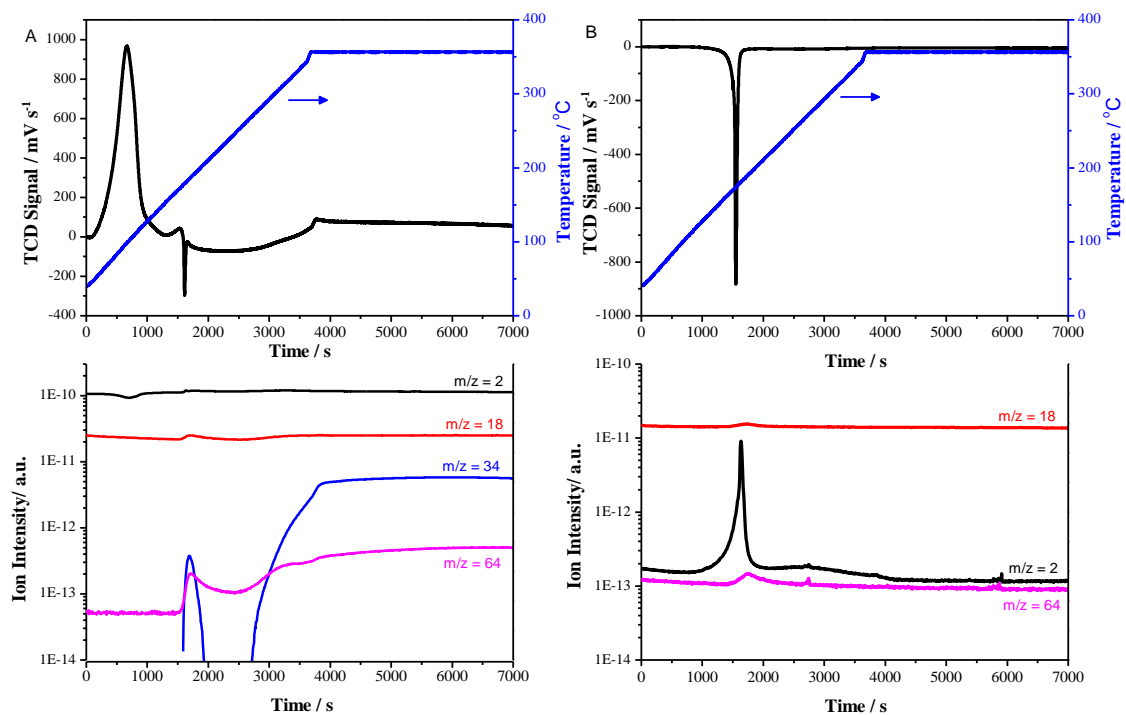 A
TCD Signal / mV s⁻¹
1000
800
600
400
200
0
-200
-400
0 1000 2000 3000 4000 5000 6000 7000
Time / s
400
300
200
100
0
Temperature / °C
B
TCD Signal / mV s⁻¹
0
-200
-400
-600
-800
-1000
0 1000 2000 3000 4000 5000 6000 7000
Time / s
400
300
200
100
0
Temperature / °C
Ion Intensity/ a.u.
1E-10
1E-11
1E-12
1E-13
1E-14
m/z = 2
m/z = 18
m/z = 34
m/z = 64
0 1000 2000 3000 4000 5000 6000 7000
Time / s
Ion Intensity/ a.u.
1E-10
1E-11
1E-12
1E-13
1E-14
m/z = 18
m/z = 2
m/z = 64
0 1000 2000 3000 4000 5000 6000 7000
Time / s